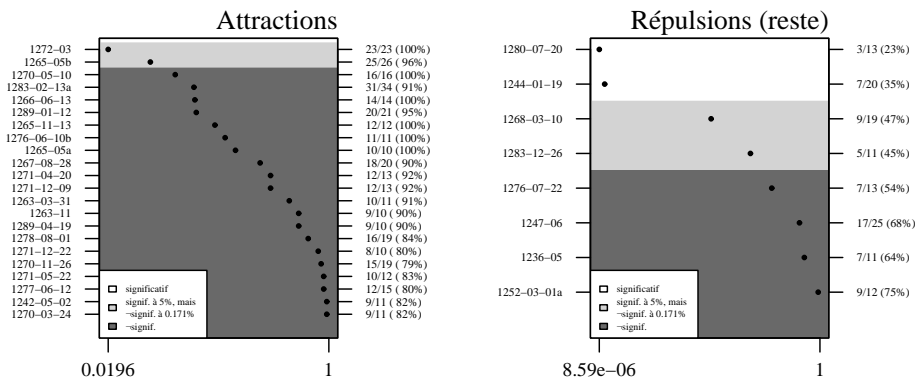 Attractions
1272−03 23/23 (100%)
1265−05b 25/26 (96%)
1270−05−10 16/16 (100%)
1283−02−13a 31/34 (91%)
1266−06−13 14/14 (100%)
1289−01−12 20/21 (95%)
1265−11−13 12/12 (100%)
1276−06−10b 11/11 (100%)
1265−05a 10/10 (100%)
1267−08−28 18/20 (90%)
1271−04−20 12/13 (92%)
1271−12−09 12/13 (92%)
1263−03−31 10/11 (91%)
1263−11 9/10 (90%)
1289−04−19 9/10 (90%)
1278−08−01 16/19 (84%)
1271−12−22 8/10 (80%)
1270−11−26 15/19 (79%)
1271−05−22 10/12 (83%)
1277−06−12 12/15 (80%)
1242−05−02 9/11 (82%)
1270−03−24 9/11 (82%)
significatif
signif. à 5%, mais
¬signif. à 0.171%
¬signif.
0.0196 1
Répulsions (reste)
1280−07−20 3/13 (23%)
1244−01−19 7/20 (35%)
1268−03−10 9/19 (47%)
1283−12−26 5/11 (45%)
1276−07−22 7/13 (54%)
1247−06 17/25 (68%)
1236−05 7/11 (64%)
1252−03−01a 9/12 (75%)
significatif
signif. à 5%, mais
¬signif. à 0.171%
¬signif.
8.59e−06 1